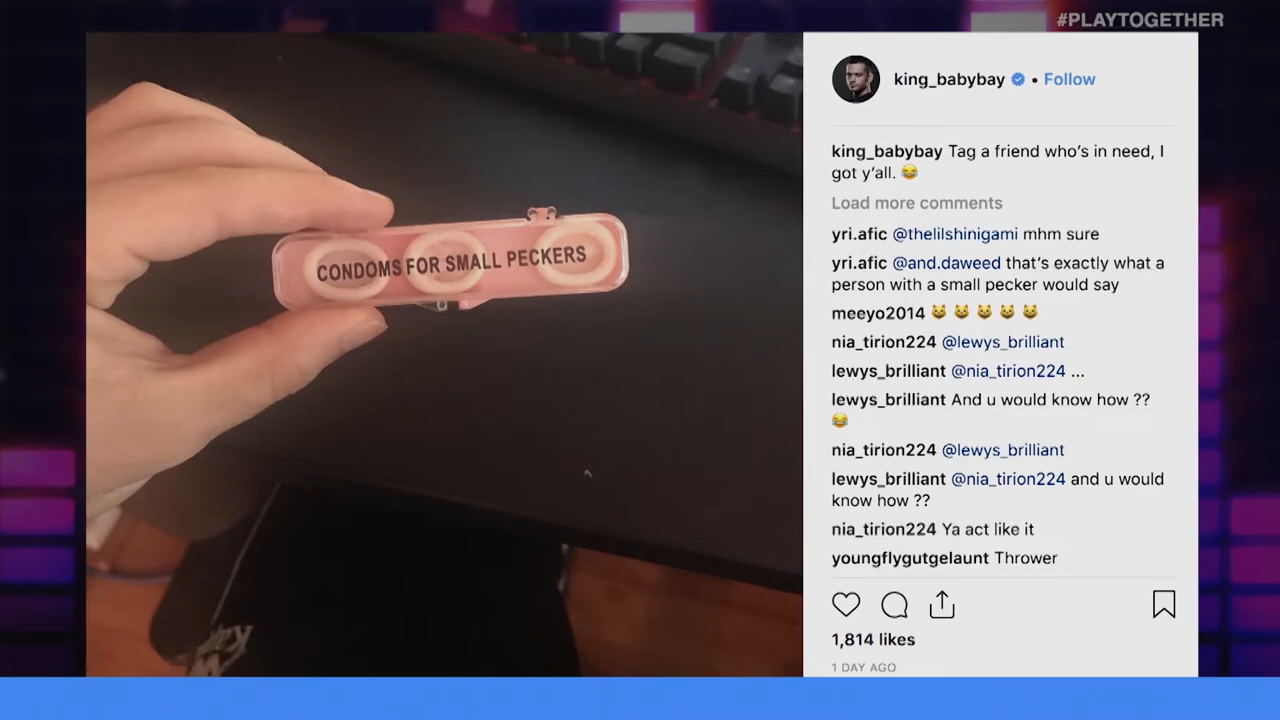 #PLAYTOGETHER
CONDOMS FOR SMALL PECKERS
king_babybay • Follow
king_babybay Tag a friend who's in need, I
got y'all. 😂
Load more comments
yri.afic @thelilshinigami mhm sure
yri.afic @and.daweed that's exactly what a
person with a small pecker would say
meeyo2014 😺 😺 😺 😺 😺
nia_tirion224 @lewys_brilliant
lewys_brilliant @nia_tirion224 ...
lewys_brilliant And u would know how ??
😂
nia_tirion224 @lewys_brilliant
lewys_brilliant @nia_tirion224 and u would
know how ??
nia_tirion224 Ya act like it
youngflygutgelaunt Thrower
1,814 likes
1 DAY AGO